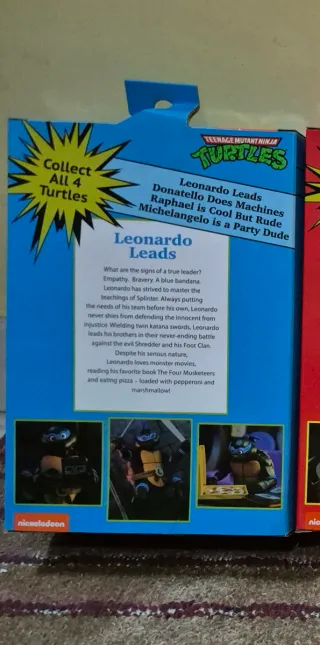 Collect
All 4
Turtles
TEENAGE MUTANT NINJA
TURTLES
Leonardo Leads
Donatello Does Machines
Raphael is Cool But Rude
Michelangelo is a Party Dude
Leonardo
Leads
What are the signs of a true leader?
Empathy. Bravery. A blue bandana.
Leonardo has strived to master the
teachings of Splinter. Always putting
the needs of his team before his own, Leonardo
never shies from defending the innocent from
injustice. Wielding twin katana swords, Leonardo
leads his brothers in their never-ending battle
against the evil Shredder and his Foot Clan.
Despite his serious nature,
Leonardo loves monster movies,
reading his favorite book The Four Musketeers
and eating pizza – loaded with pepperoni and
marshmallow!
nickelodeon
nic